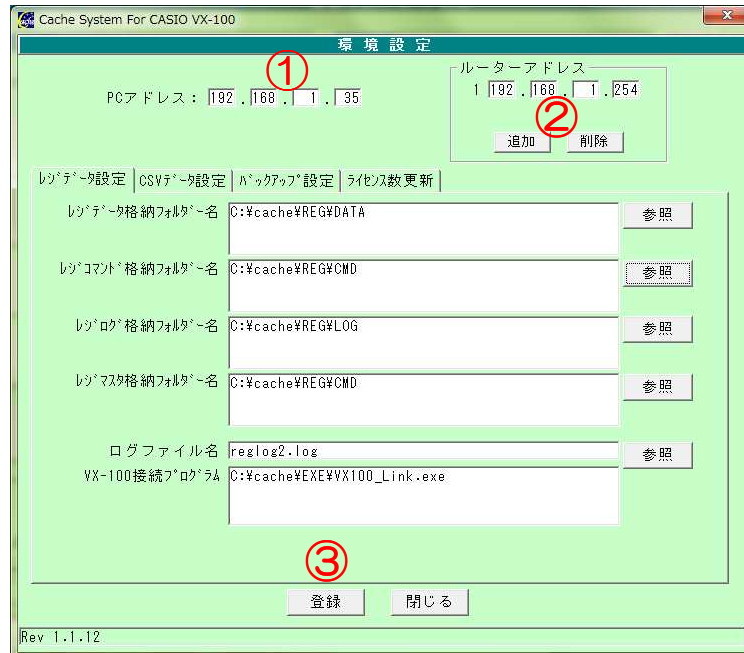 Cache System For CASIO VX-100
環 境 設 定
①
PCアドレス： 192 . 168 . 1 . 35
ルーターアドレス
1 192 . 168 . 1 . 254
②
追加 削除
ﾚｼﾞﾃﾞｰﾀ設定 CSVﾃﾞｰﾀ設定 ﾊﾞｯｸｱｯﾌﾟ設定 ﾗｲｾﾝｽ数更新
ﾚｼﾞﾃﾞｰﾀ格納ﾌｫﾙﾀﾞｰ名 C:¥cache¥REG¥DATA 参照
ﾚｼﾞｺﾏﾝﾄﾞ格納ﾌｫﾙﾀﾞｰ名 C:¥cache¥REG¥CMD 参照
ﾚｼﾞﾛｸﾞ格納ﾌｫﾙﾀﾞｰ名 C:¥cache¥REG¥LOG 参照
ﾚｼﾞﾏｽﾀ格納ﾌｫﾙﾀﾞｰ名 C:¥cache¥REG¥CMD 参照
ログファイル名 reglog2.log 参照
VX-100接続ﾌﾟﾛｸﾞﾗﾑ C:¥cache¥EXE¥VX100_Link.exe
③
登録 閉じる
Rev 1.1.12